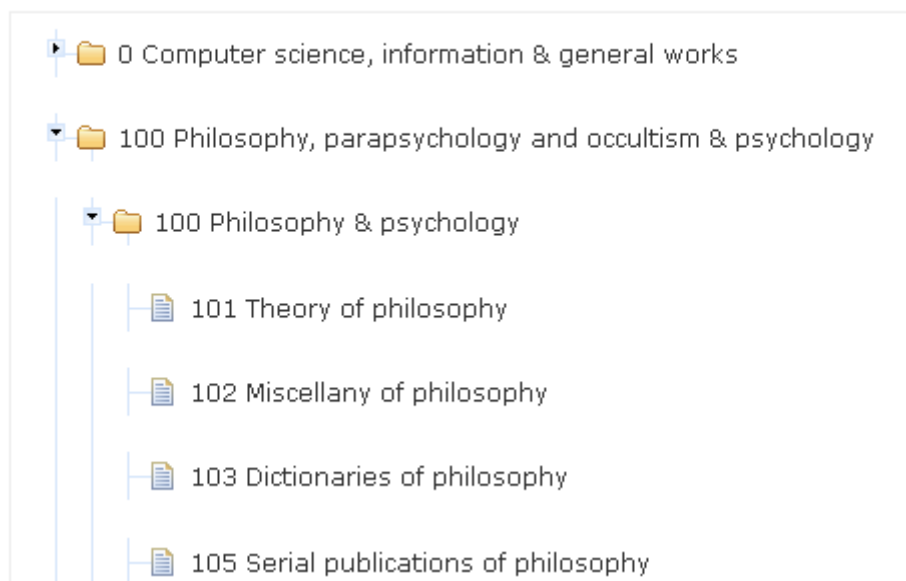 0 Computer science, information & general works
100 Philosophy, parapsychology and occultism & psychology
100 Philosophy & psychology
101 Theory of philosophy
102 Miscellany of philosophy
103 Dictionaries of philosophy
105 Serial publications of philosophy